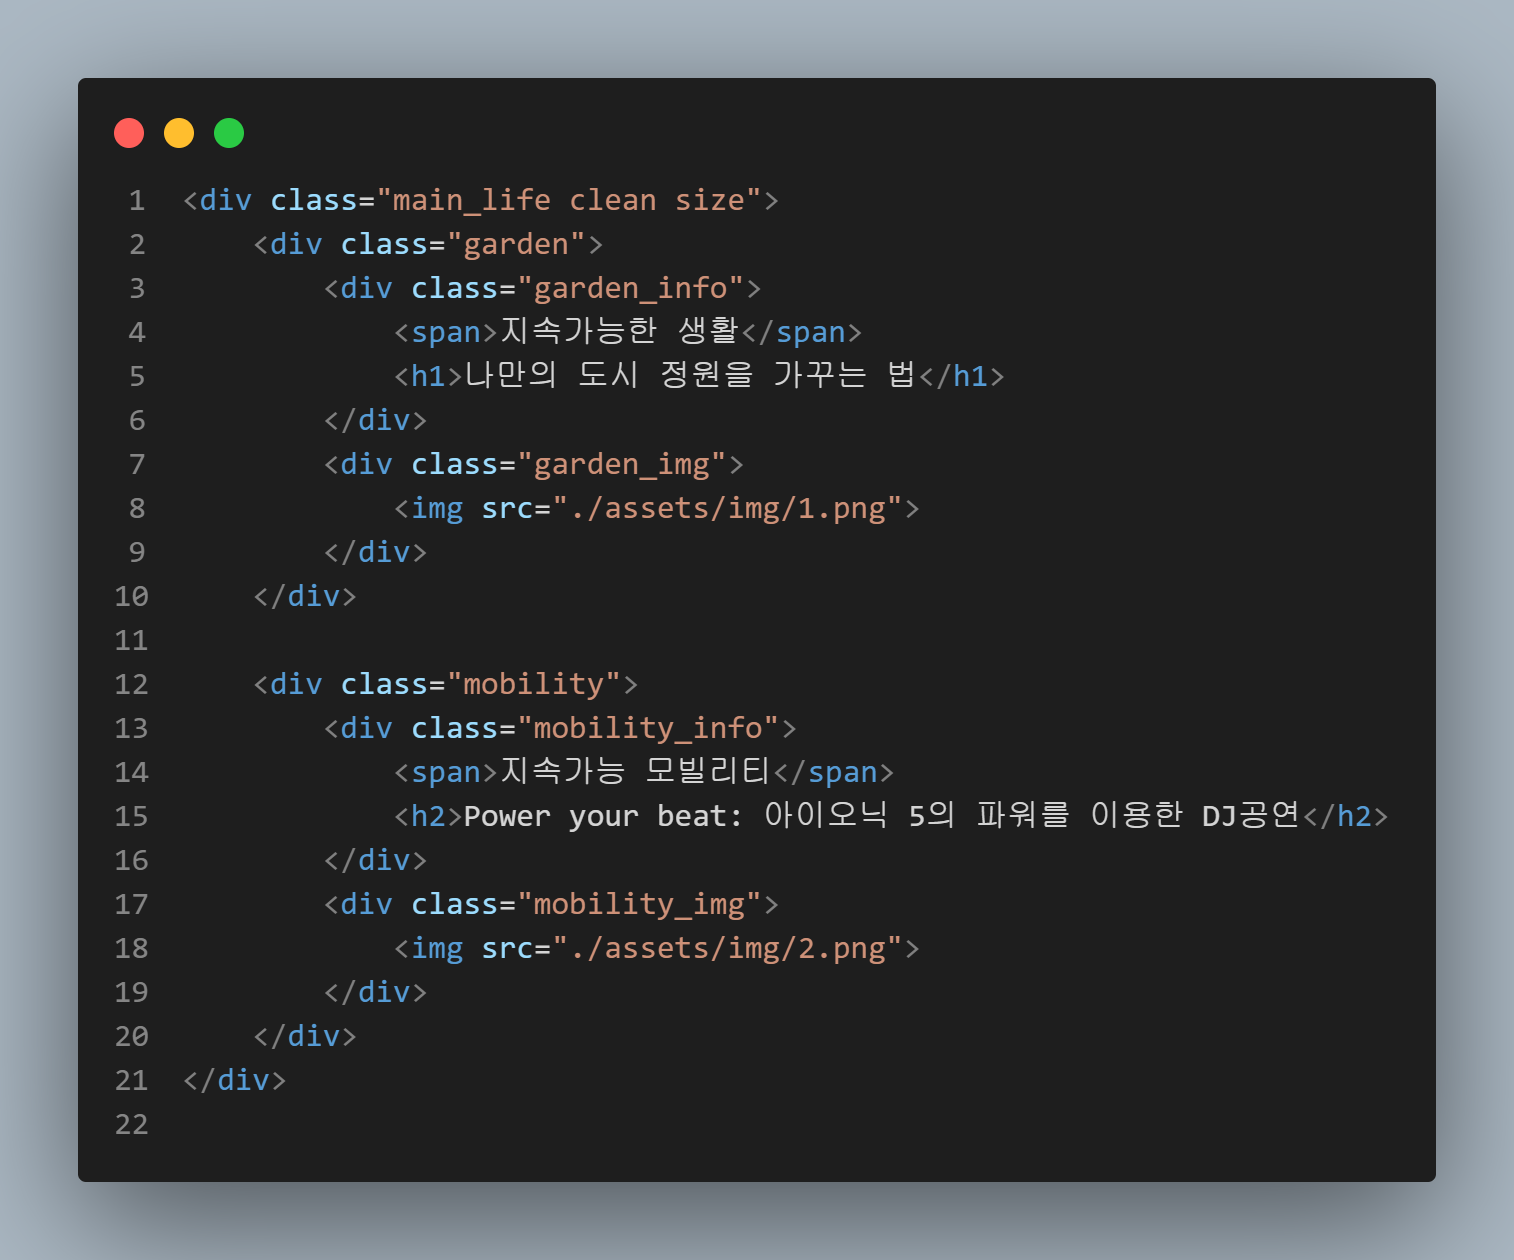 1 <div class="main_life clean size">
2     <div class="garden">
3         <div class="garden_info">
4             <span>지속가능한 생활</span>
5             <h1>나만의 도시 정원을 가꾸는 법</h1>
6         </div>
7         <div class="garden_img">
8             <img src="./assets/img/1.png">
9         </div>
10     </div>
11
12     <div class="mobility">
13         <div class="mobility_info">
14             <span>지속가능 모빌리티</span>
15             <h2>Power your beat: 아이오닉 5의 파워를 이용한 DJ공연</h2>
16         </div>
17         <div class="mobility_img">
18             <img src="./assets/img/2.png">
19         </div>
20     </div>
21 </div>
22